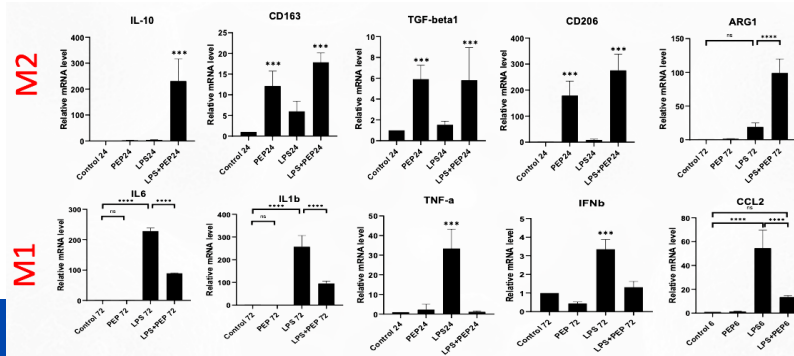 M2
IL-10
Relative mRNA level
400
300
200
100
0
***
Control 24
PEP24
LPS24
LPS+PEP24
CD163
Relative mRNA level
25
20
15
10
5
0
***
***
Control 24
PEP24
LPS24
LPS+PEP24
TGF-beta1
Relative mRNA level
10
8
6
4
2
0
***
***
Control 24
PEP24
LPS24
LPS+PEP24
CD206
Relative mRNA level
400
300
200
100
0
***
***
Control 24
PEP24
LPS24
LPS+PEP24
ARG1
Relative mRNA level
150
100
50
0
ns
****
Control 72
PEP 72
LPS 72
LPS+PEP 72
M1
IL6
Relative mRNA level
300
200
100
0
****
****
ns
Control 72
PEP 72
LPS 72
LPS+PEP 72
IL1b
Relative mRNA level
400
300
200
100
0
****
****
ns
Control 72
PEP 72
LPS 72
LPS+PEP 72
TNF-a
Relative mRNA level
50
40
30
20
10
0
***
Control 24
PEP24
LPS24
LPS+PEP24
IFNb
Relative mRNA level
5
4
3
2
1
0
***
Control 72
PEP 72
LPS 72
LPS+PEP 72
CCL2
Relative mRNA level
80
60
40
20
0
ns
****
****
Control 6
PEP6
LPS6
LPS+PEP6